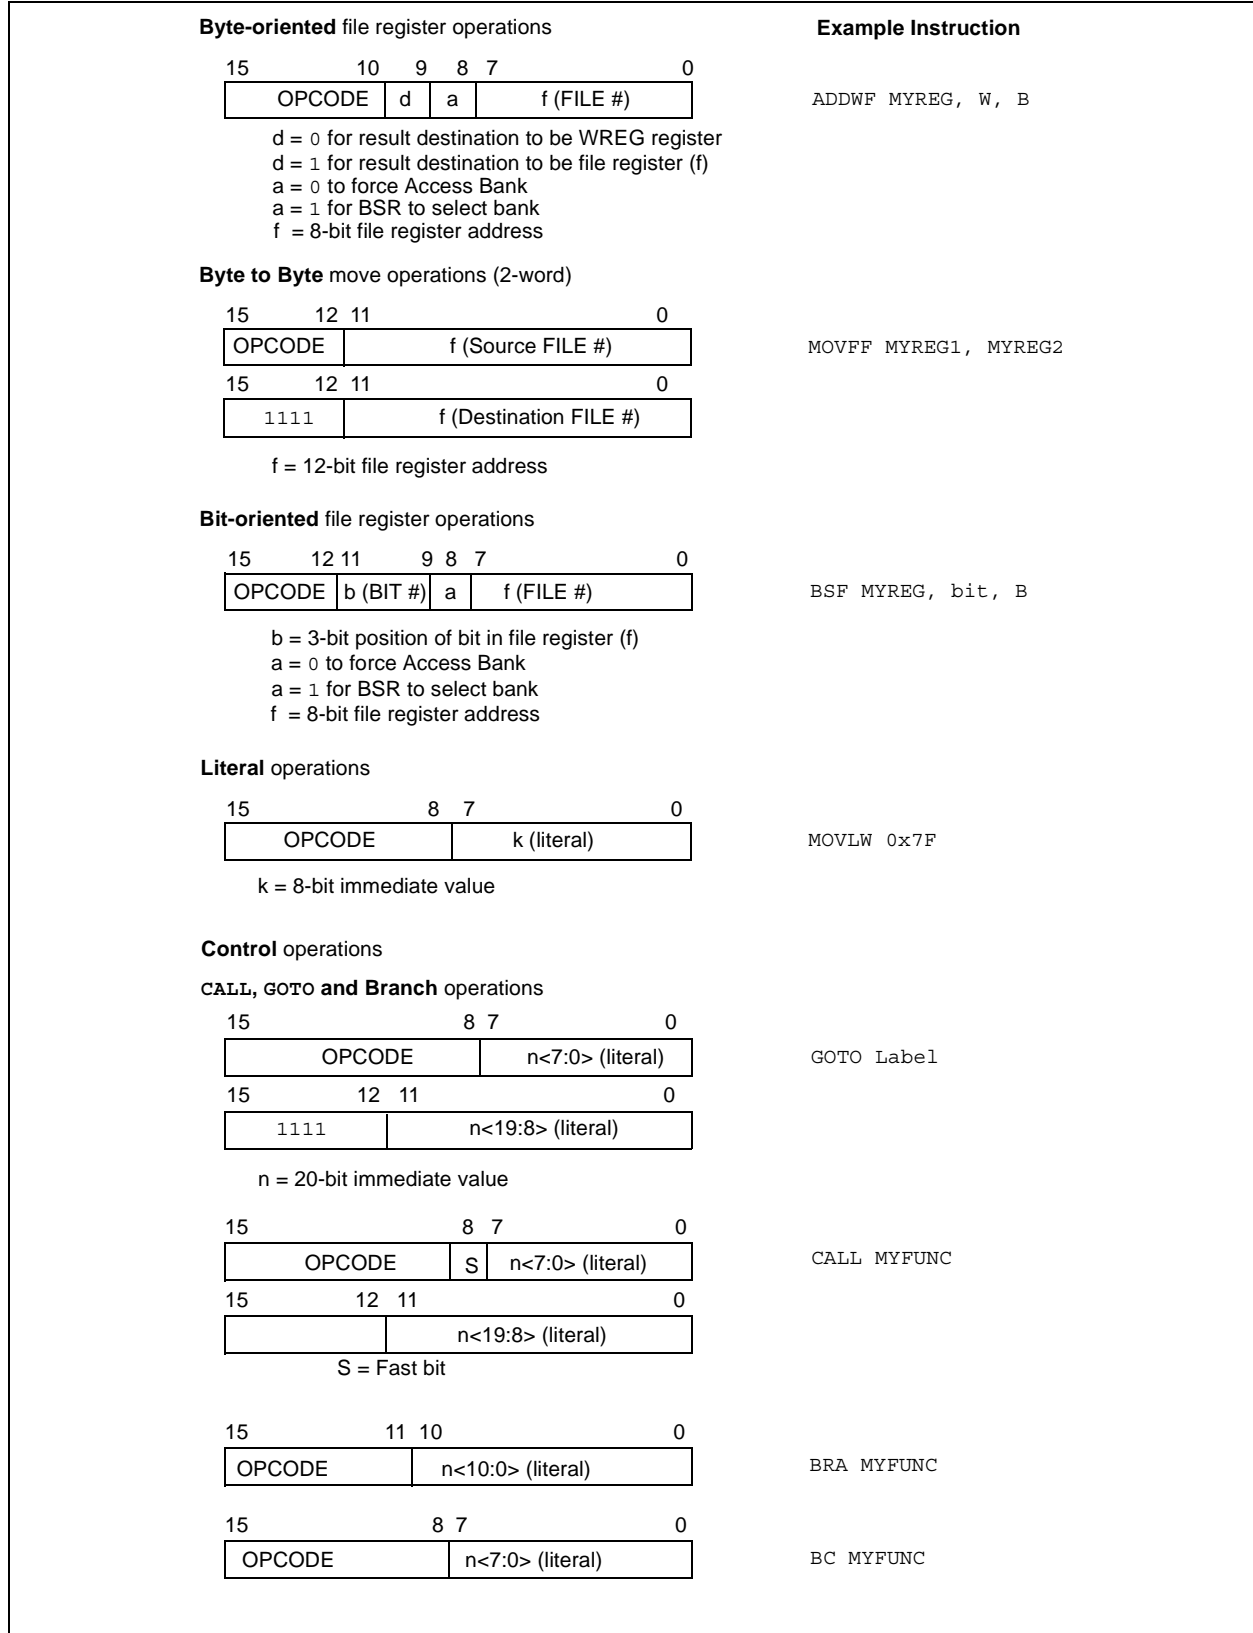 Byte-oriented file register operations Example Instruction
15 10 9 8 7 0
OPCODE d a f (FILE #) ADDWF MYREG, W, B
d = 0 for result destination to be WREG register
d = 1 for result destination to be file register (f)
a = 0 to force Access Bank
a = 1 for BSR to select bank
f = 8-bit file register address
Byte to Byte move operations (2-word)
15 12 11 0
OPCODE f (Source FILE #) MOVFF MYREG1, MYREG2
15 12 11 0
1111 f (Destination FILE #)
f = 12-bit file register address
Bit-oriented file register operations
15 12 11 9 8 7 0
OPCODE b (BIT #) a f (FILE #) BSF MYREG, bit, B
b = 3-bit position of bit in file register (f)
a = 0 to force Access Bank
a = 1 for BSR to select bank
f = 8-bit file register address
Literal operations
15 8 7 0
OPCODE k (literal) MOVLW 0x7F
k = 8-bit immediate value
Control operations
CALL, GOTO and Branch operations
15 8 7 0
OPCODE n<7:0> (literal) GOTO Label
15 12 11 0
1111 n<19:8> (literal)
n = 20-bit immediate value
15 8 7 0
OPCODE S n<7:0> (literal) CALL MYFUNC
15 12 11 0
n<19:8> (literal)
S = Fast bit
15 11 10 0
OPCODE n<10:0> (literal) BRA MYFUNC
15 8 7 0
OPCODE n<7:0> (literal) BC MYFUNC